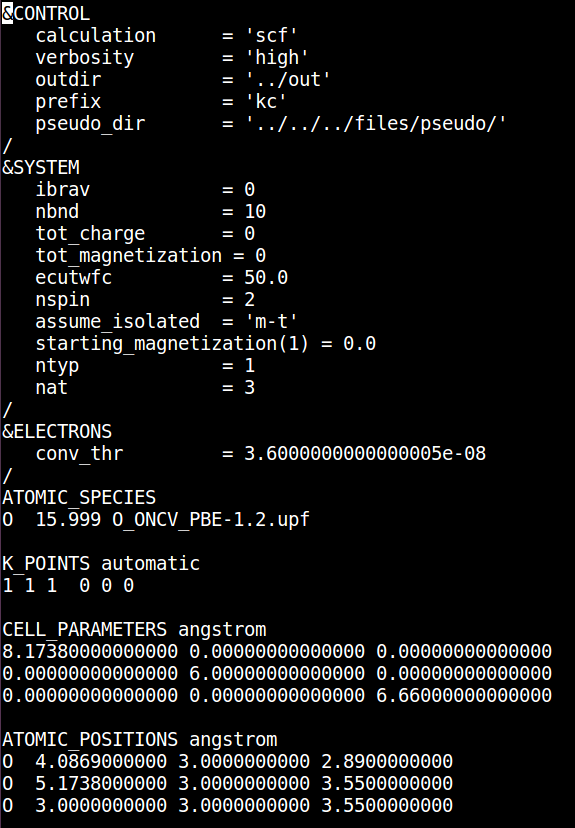 &CONTROL
   calculation      = 'scf'
   verbosity        = 'high'
   outdir           = '../out'
   prefix           = 'kc'
   pseudo_dir       = '../../../files/pseudo/'
/
&SYSTEM
   ibrav            = 0
   nbnd             = 10
   tot_charge       = 0
   tot_magnetization = 0
   ecutwfc          = 50.0
   nspin            = 2
   assume_isolated  = 'm-t'
   starting_magnetization(1) = 0.0
   ntyp             = 1
   nat              = 3
/
&ELECTRONS
   conv_thr         = 3.6000000000000005e-08
/
ATOMIC_SPECIES
O  15.999 O_ONCV_PBE-1.2.upf

K_POINTS automatic
1 1 1  0 0 0

CELL_PARAMETERS angstrom
8.17380000000000 0.00000000000000 0.00000000000000
0.00000000000000 6.00000000000000 0.00000000000000
0.00000000000000 0.00000000000000 6.66000000000000

ATOMIC_POSITIONS angstrom
O  4.0869000000 3.0000000000 2.8900000000
O  5.1738000000 3.0000000000 3.5500000000
O  3.0000000000 3.0000000000 3.5500000000